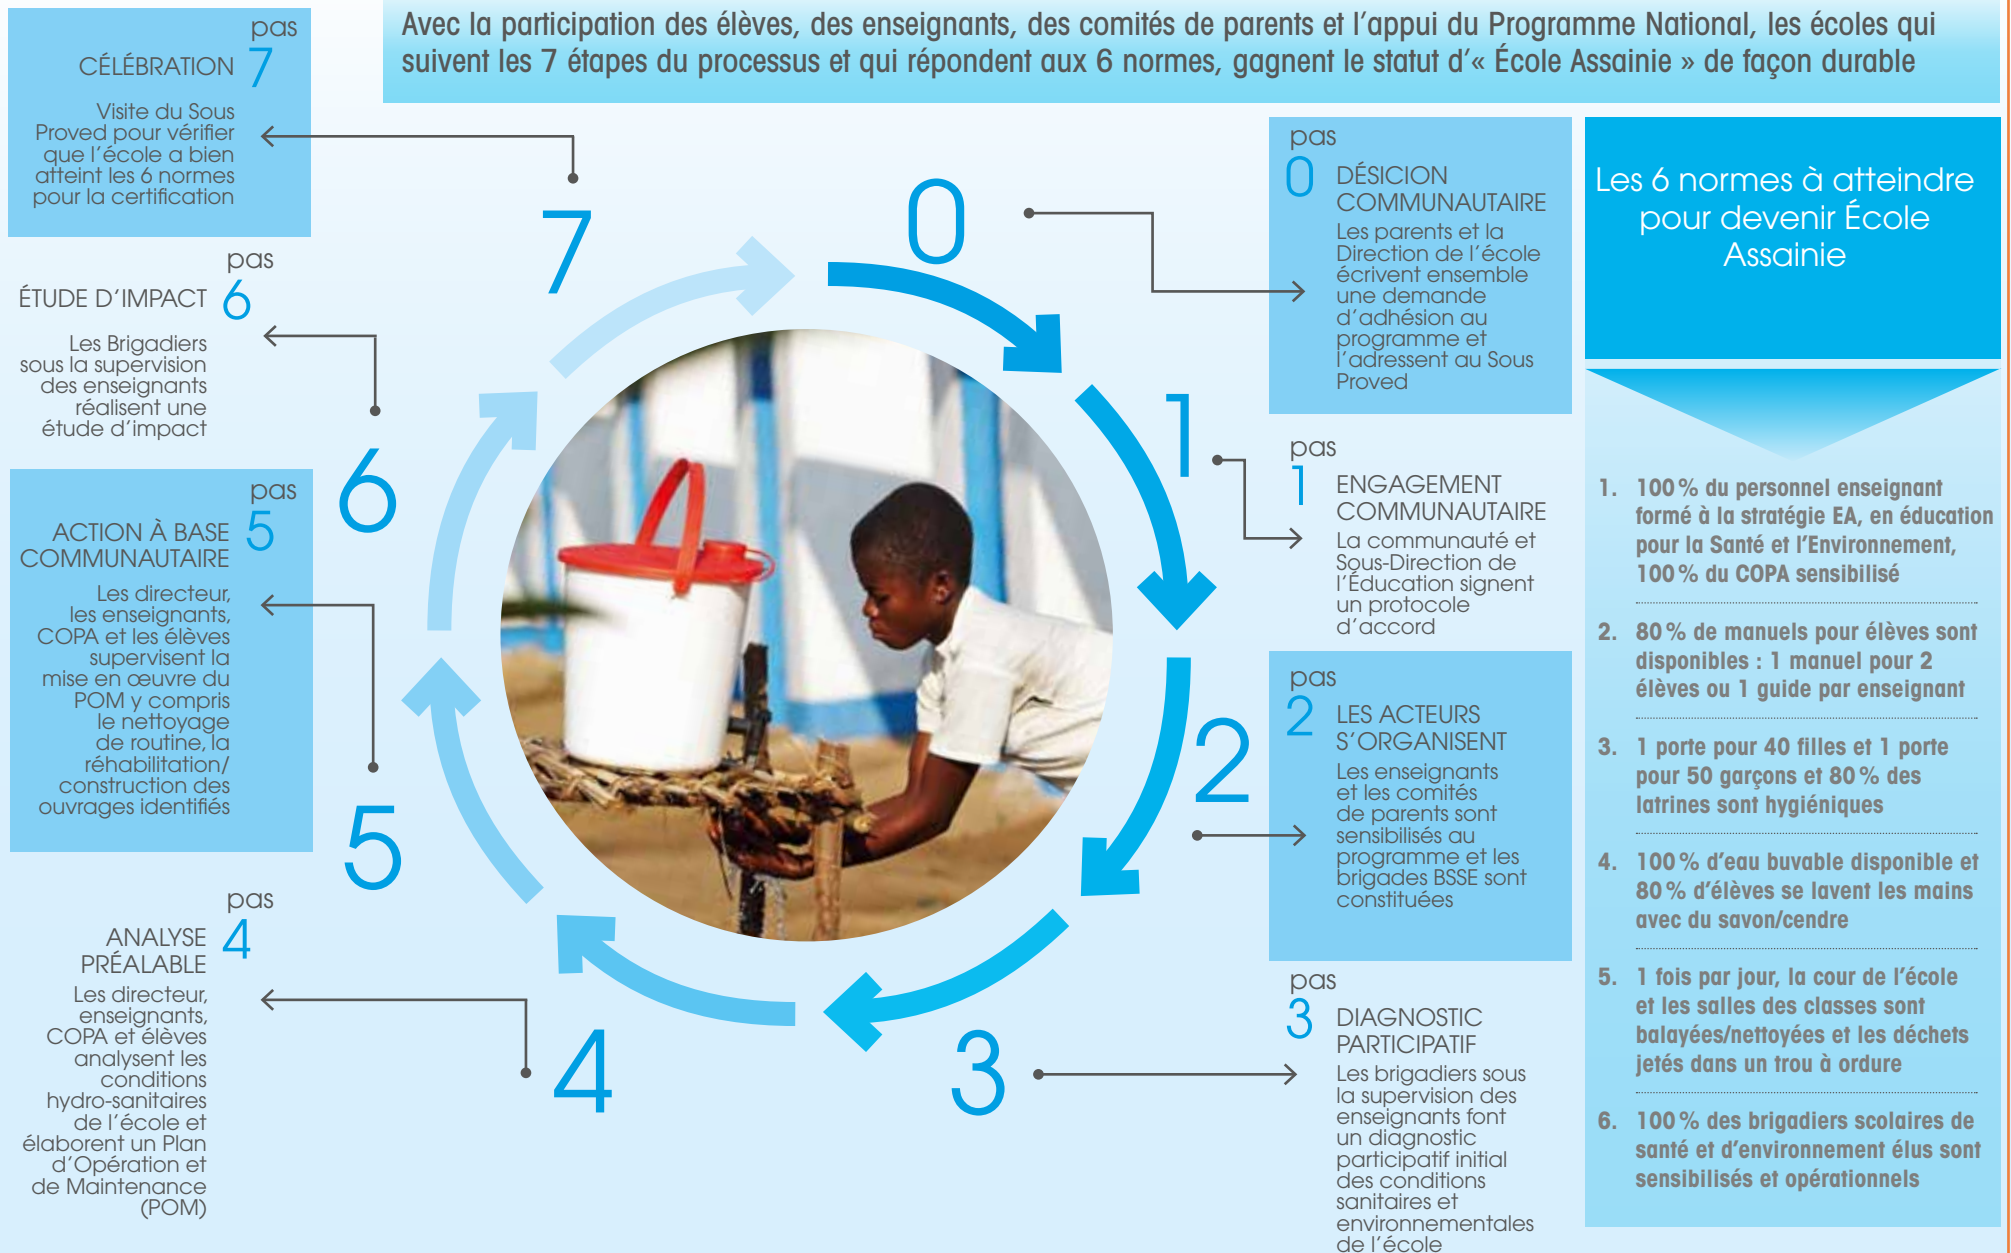 Avec la participation des élèves, des enseignants, des comités de parents et l'appui du Programme National, les écoles qui
suivent les 7 étapes du processus et qui répondent aux 6 normes, gagnent le statut d'« École Assainie » de façon durable
pas
7
CÉLÉBRATION
Visite du Sous
Proved pour vérifier
que l'école a bien
atteint les 6 normes
pour la certification
pas
6
ÉTUDE D'IMPACT
Les Brigadiers
sous la supervision
des enseignants
réalisent une
étude d'impact
pas
5
ACTION À BASE
COMMUNAUTAIRE
Les directeur,
les enseignants,
COPA et les élèves
supervisent la
mise en œuvre du
POM y compris
le nettoyage
de routine, la
réhabilitation/
construction des
ouvrages identifiés
pas
4
ANALYSE
PRÉALABLE
Les directeur,
enseignants,
COPA et élèves
analysent les
conditions
hydro-sanitaires
de l'école et
élaborent un Plan
d'Opération et
de Maintenance
(POM)
7
0
1
2
3
4
5
6
pas
0
DÉSICION
COMMUNAUTAIRE
Les parents et la
Direction de l'école
écrivent ensemble
une demande
d'adhésion au
programme et
l'adressent au Sous
Proved
pas
1
ENGAGEMENT
COMMUNAUTAIRE
La communauté et
Sous-Direction de
l'Éducation signent
un protocole
d'accord
pas
2
LES ACTEURS
S'ORGANISENT
Les enseignants
et les comités
de parents sont
sensibilisés au
programme et les
brigades BSSE sont
constituées
pas
3
DIAGNOSTIC
PARTICIPATIF
Les brigadiers sous
la supervision des
enseignants font
un diagnostic
participatif initial
des conditions
sanitaires et
environnementales
de l'école
Les 6 normes à atteindre
pour devenir École
Assainie
1. 100 % du personnel enseignant
formé à la stratégie EA, en éducation
pour la Santé et l'Environnement,
100 % du COPA sensibilisé
2. 80 % de manuels pour élèves sont
disponibles : 1 manuel pour 2
élèves ou 1 guide par enseignant
3. 1 porte pour 40 filles et 1 porte
pour 50 garçons et 80 % des
latrines sont hygiéniques
4. 100 % d'eau buvable disponible et
80 % d'élèves se lavent les mains
avec du savon/cendre
5. 1 fois par jour, la cour de l'école
et les salles des classes sont
balayées/nettoyées et les déchets
jetés dans un trou à ordure
6. 100 % des brigadiers scolaires de
santé et d'environnement élus sont
sensibilisés et opérationnels